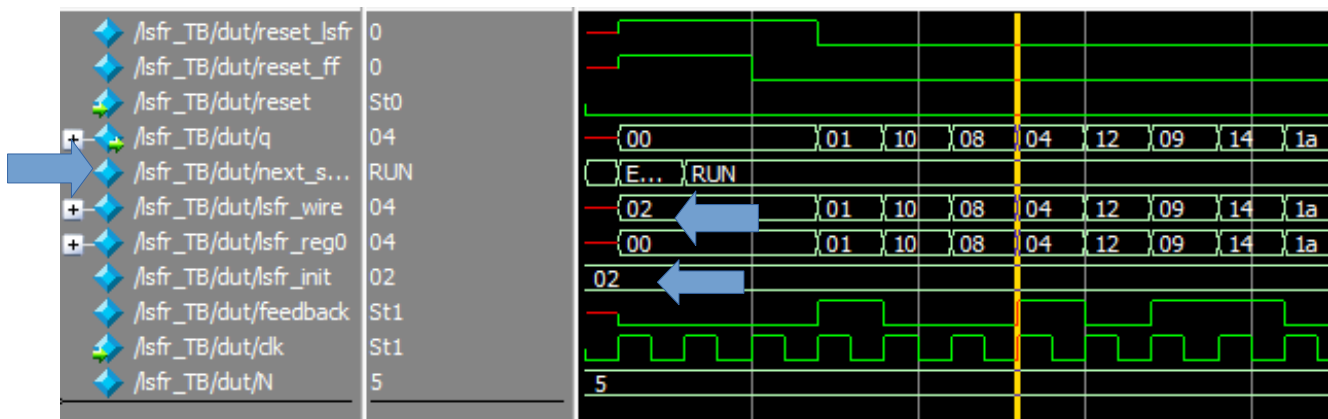 /lsfr_TB/dut/reset_lsfr 0
/lsfr_TB/dut/reset_ff 0
/lsfr_TB/dut/reset St0
/lsfr_TB/dut/q 04 00 01 10 08 04 12 09 14 1a
/lsfr_TB/dut/next_s... RUN E... RUN
/lsfr_TB/dut/lsfr_wire 04 02 01 10 08 04 12 09 14 1a
/lsfr_TB/dut/lsfr_reg0 04 00 01 10 08 04 12 09 14 1a
/lsfr_TB/dut/lsfr_init 02 02
/lsfr_TB/dut/feedback St1
/lsfr_TB/dut/clk St1
/lsfr_TB/dut/N 5 5